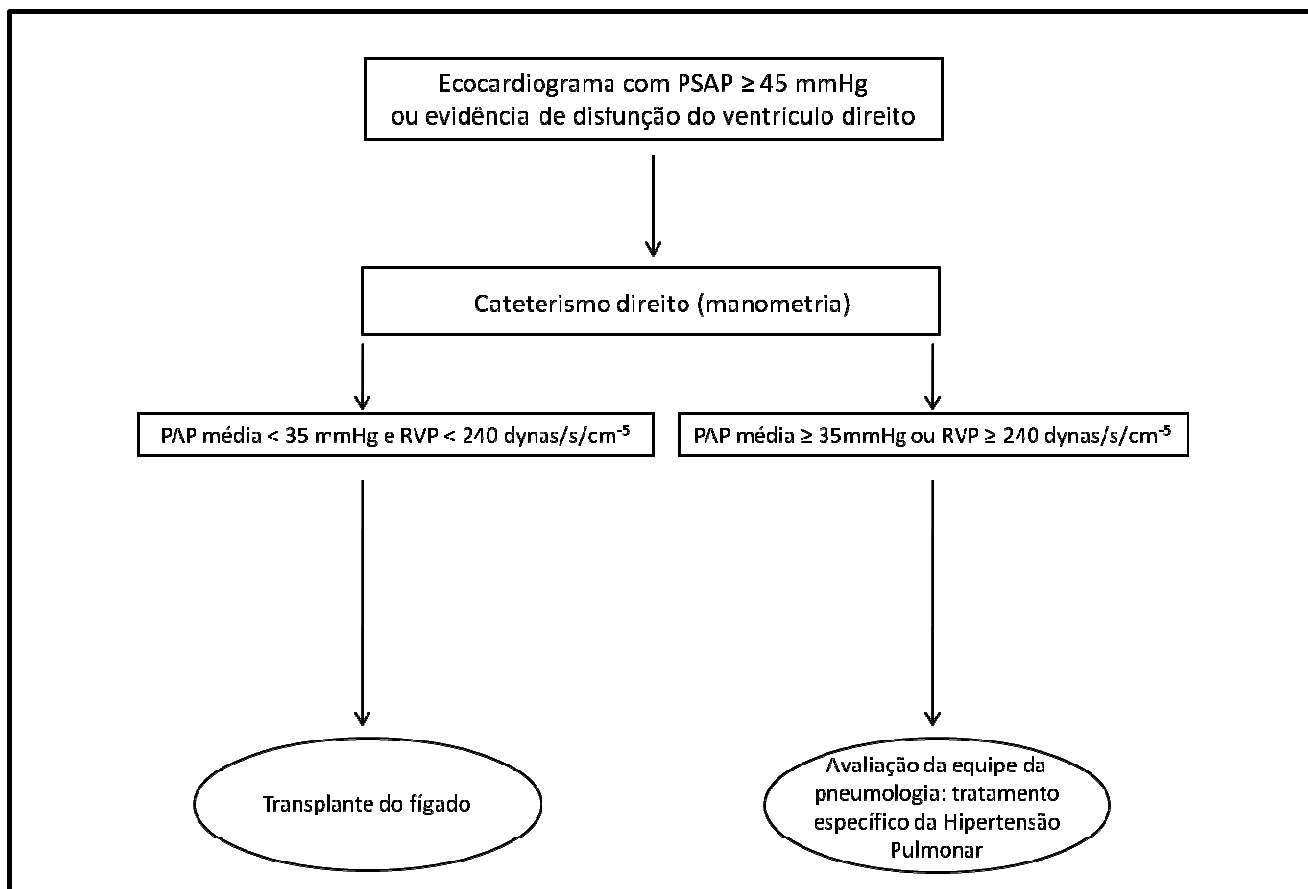 Ecocardiograma com PSAP ≥ 45 mmHg
ou evidência de disfunção do ventrículo direito
Cateterismo direito (manometria)
PAP média < 35 mmHg e RVP < 240 dynas/s/cm⁻⁵
PAP média ≥ 35mmHg ou RVP ≥ 240 dynas/s/cm⁻⁵
Transplante do fígado
Avaliação da equipe da
pneumologia: tratamento
específico da Hipertensão
Pulmonar